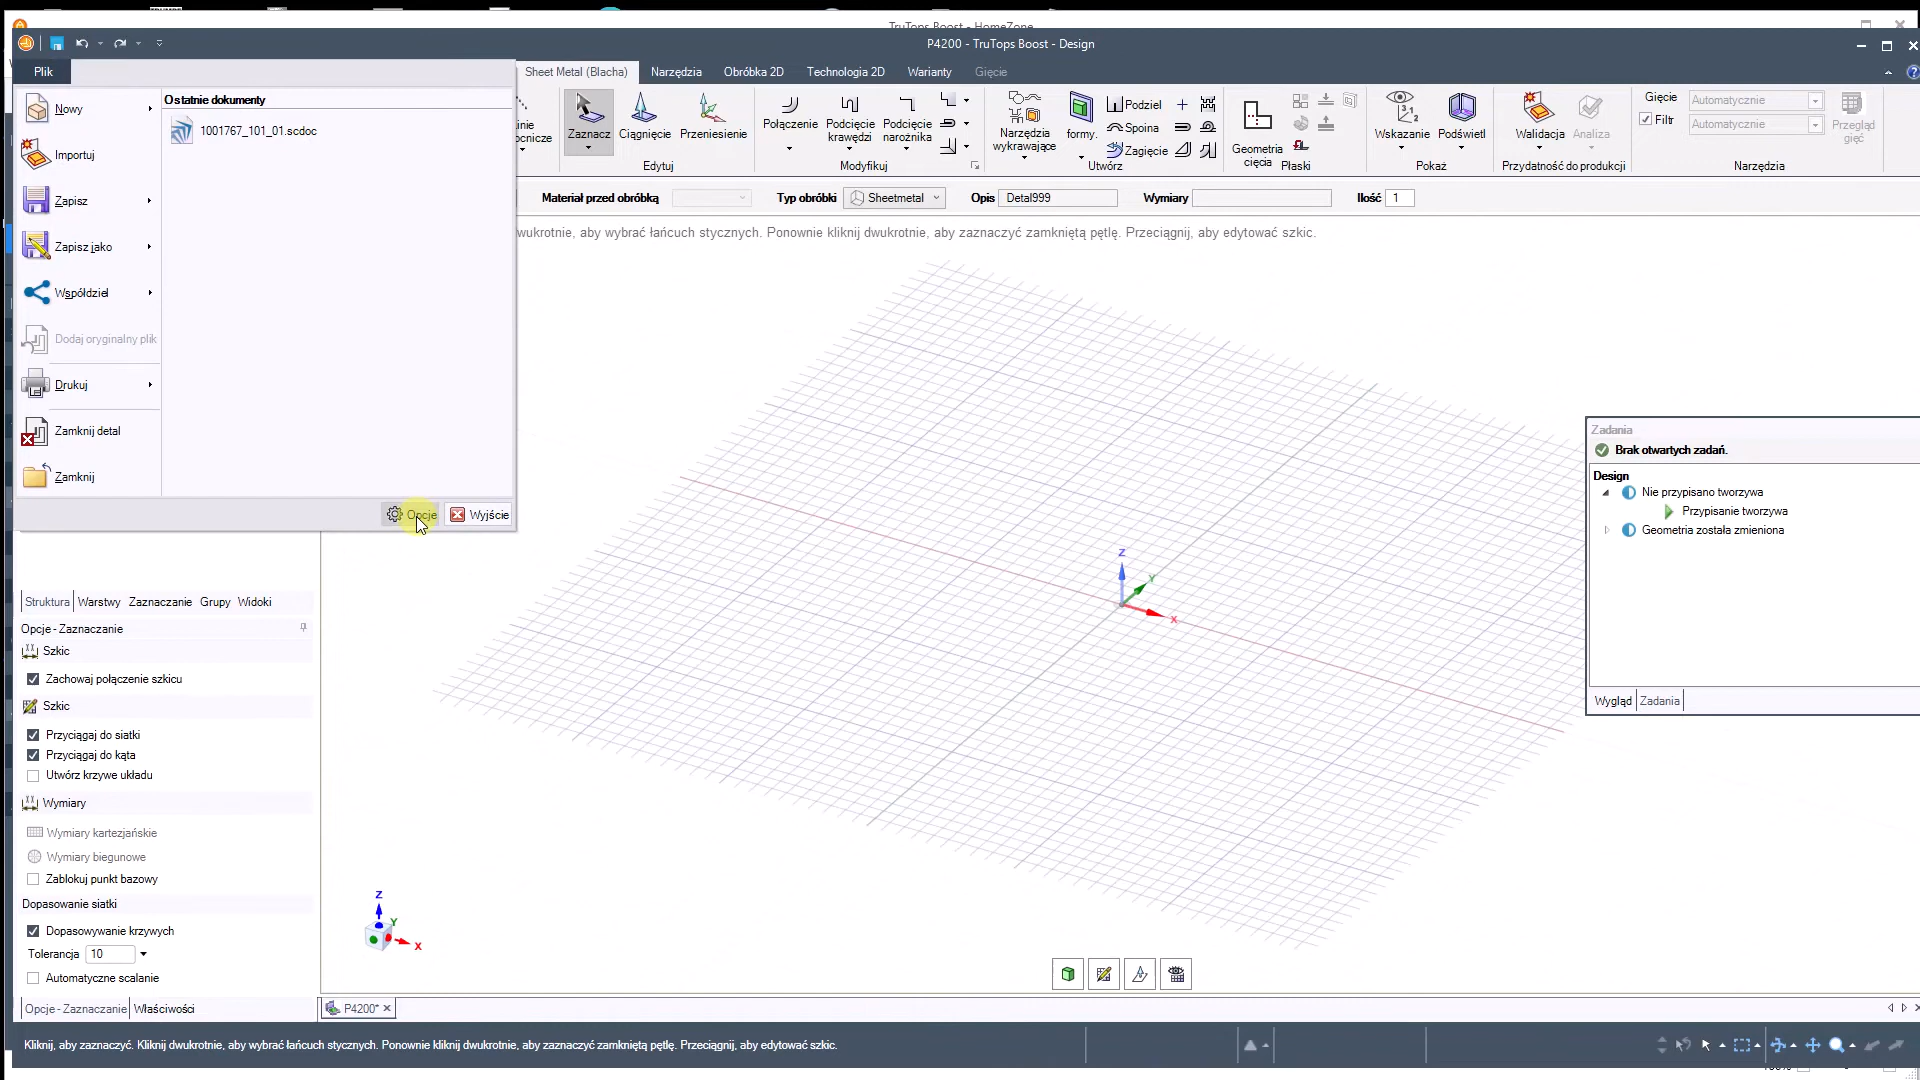 TruTops Boost - HomeZone
P4200 - TruTops Boost - Design
Plik
Sheet Metal (Blacha)
Narzędzia
Obróbka 2D
Technologia 2D
Warianty
Gięcie
Nowy
Importuj
Zapisz
Zapisz jako
Współdziel
Dodaj oryginalny plik
Drukuj
Zamknij detal
Zamknij
Ostatnie dokumenty
1001767_101_01.scdoc
Opcje
Wyjście
Zaznacz
Ciągnięcie
Przeniesienie
Edytuj
Połączenie
Podcięcie krawędzi
Podcięcie narożnika
Modyfikuj
Narzędzia wykrawające
formy.
Podziel
Spoina
Zagięcie
Utwórz
Geometria cięcia
Płaski
Wskazanie
Podświetl
Pokaż
Walidacja
Analiza
Przydatność do produkcji
Gięcie
Automatycznie
Filtr
Automatycznie
Przegląd gięć
Narzędzia
Materiał przed obróbką
Typ obróbki
Sheetmetal
Opis
Detal999
Wymiary
Ilość
1
wukrotnie, aby wybrać łańcuch stycznych. Ponownie kliknij dwukrotnie, aby zaznaczyć zamkniętą pętlę. Przeciągnij, aby edytować szkic.
Zadania
Brak otwartych zadań.
Design
Nie przypisano tworzywa
Przypisanie tworzywa
Geometria została zmieniona
Wygląd
Zadania
Z
Y
X
Struktura
Warstwy
Zaznaczanie
Grupy
Widoki
Opcje - Zaznaczanie
Szkic
Zachowaj połączenie szkicu
Szkic
Przyciągaj do siatki
Przyciągaj do kąta
Utwórz krzywe układu
Wymiary
Wymiary kartezjańskie
Wymiary biegunowe
Zablokuj punkt bazowy
Dopasowanie siatki
Dopasowywanie krzywych
Tolerancja
10
Automatyczne scalanie
Opcje - Zaznaczanie
Właściwości
Z
Y
X
P4200*
Kliknij, aby zaznaczyć. Kliknij dwukrotnie, aby wybrać łańcuch stycznych. Ponownie kliknij dwukrotnie, aby zaznaczyć zamkniętą pętlę. Przeciągnij, aby edytować szkic.